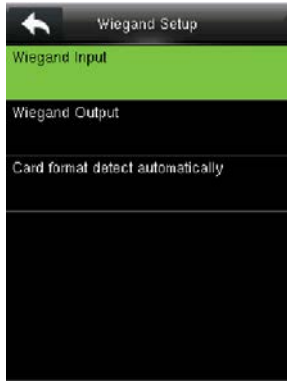 Wiegand Setup
Wiegand Input
Wiegand Output
Card format detect automatically